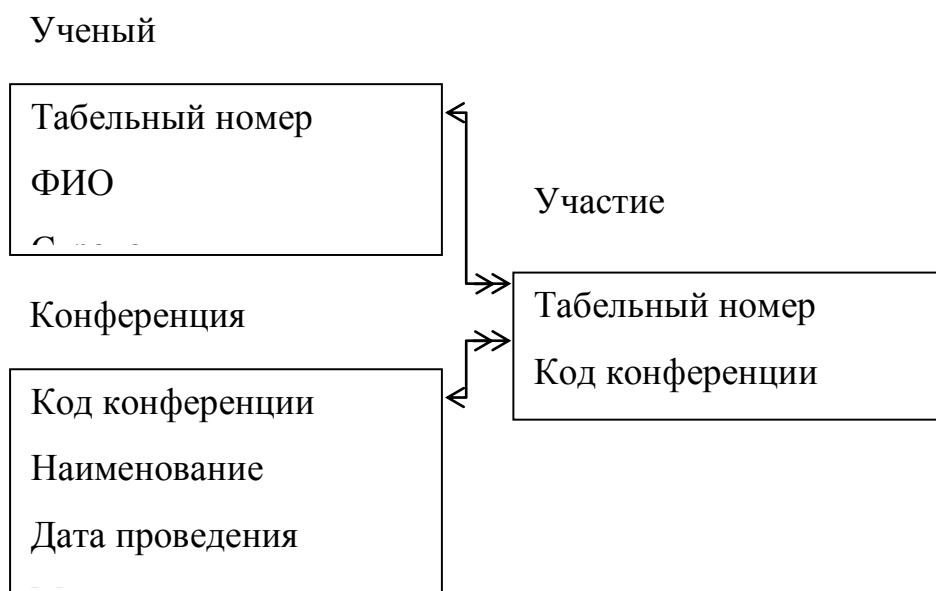 Ученый
Табельный номер
ФИО
Участие
Конференция
Табельный номер
Код конференции
Код конференции
Наименование
Дата проведения